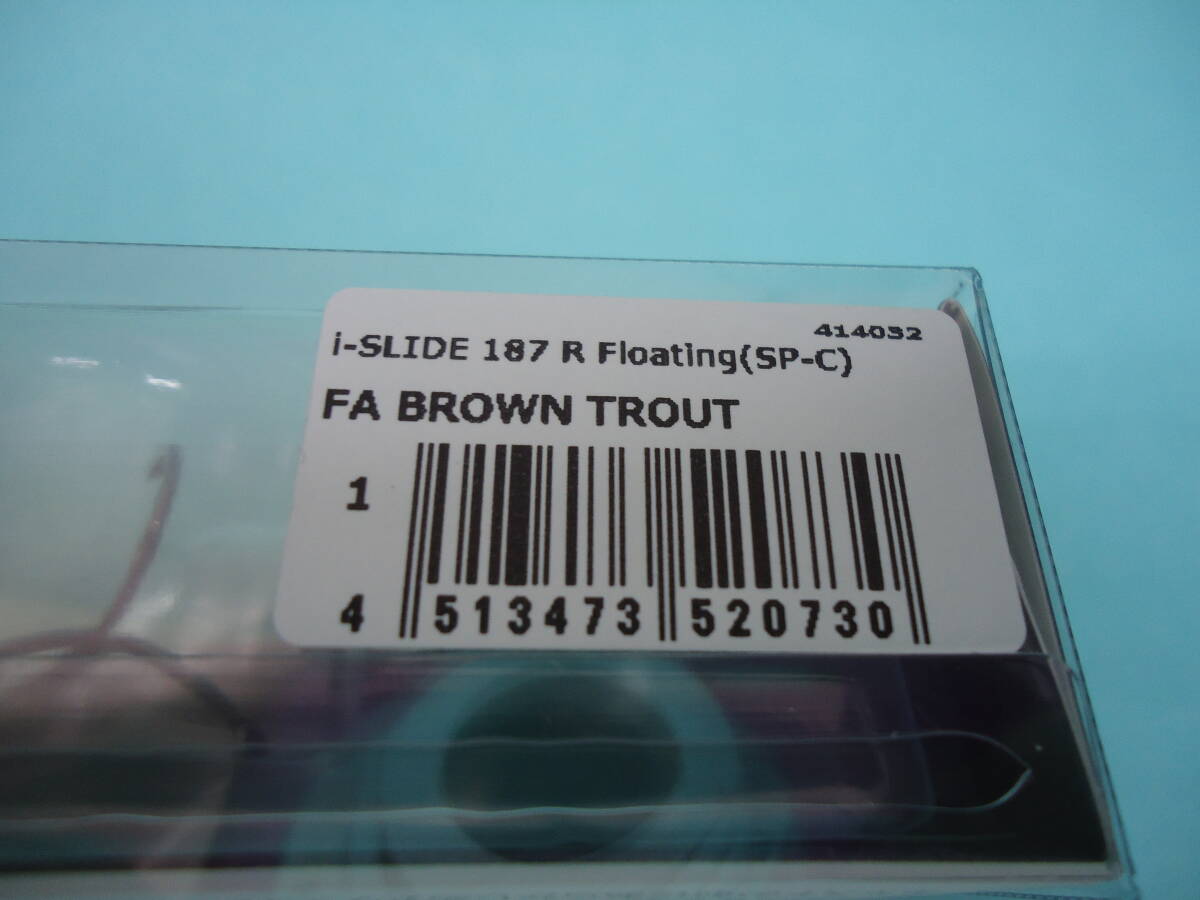 414032
i-SLIDE 187 R Floating(SP-C)
FA BROWN TROUT
1
4 513473 520730